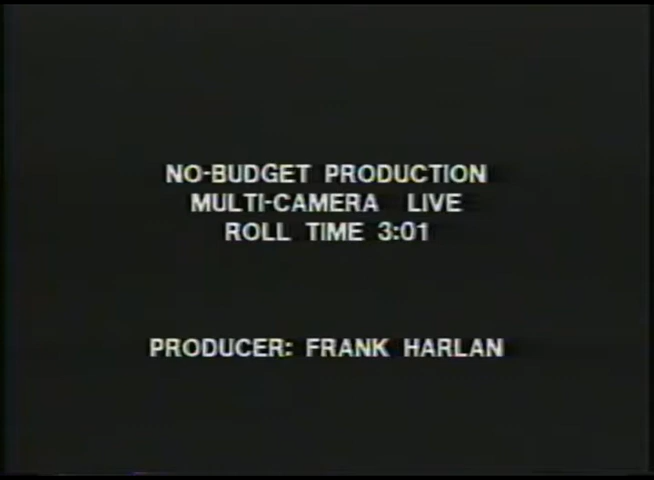 NO-BUDGET PRODUCTION
MULTI-CAMERA LIVE
ROLL TIME 3:01
PRODUCER: FRANK HARLAN